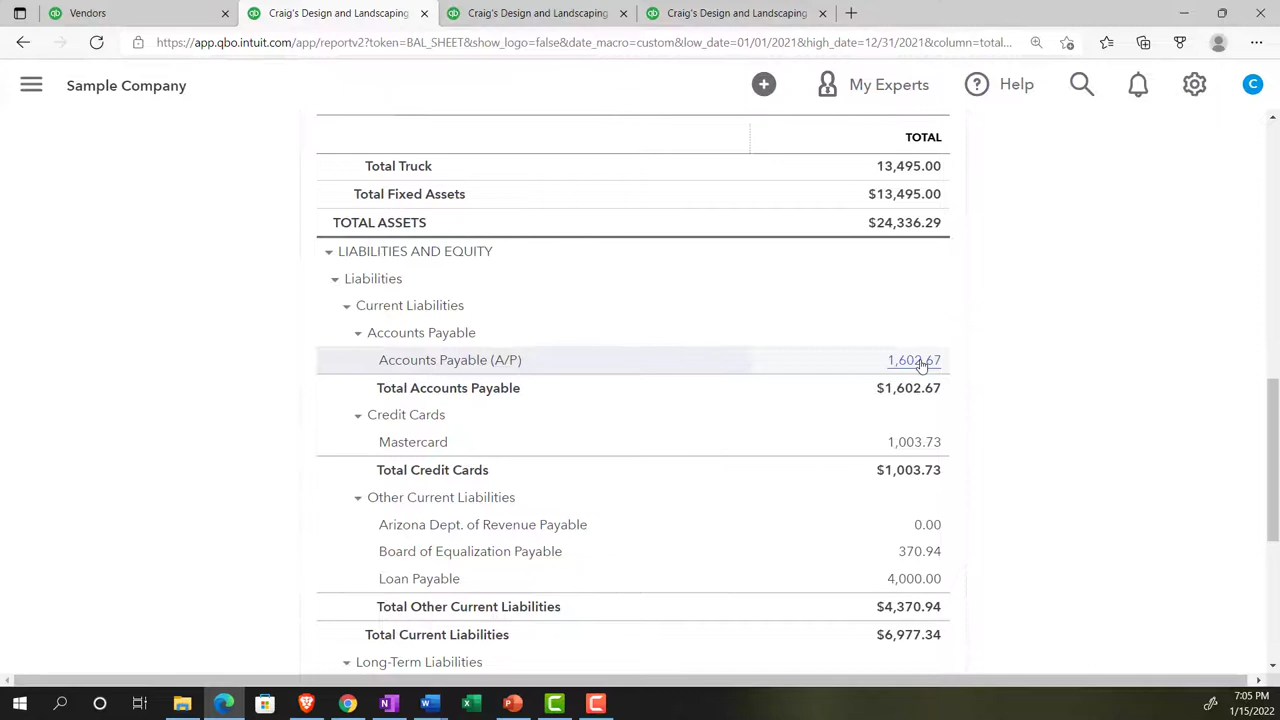 Vendors
Craig's Design and Landscaping
Craig's Design and Landscaping
Craig's Design and Landscaping
https://app.qbo.intuit.com/app/reportv2?token=BAL_SHEET&show_logo=false&date_macro=custom&low_date=01/01/2021&high_date=12/31/2021&column=total...
Sample Company
My Experts
Help
C
TOTAL
Total Truck 13,495.00
Total Fixed Assets $13,495.00
TOTAL ASSETS $24,336.29
LIABILITIES AND EQUITY
Liabilities
Current Liabilities
Accounts Payable
Accounts Payable (A/P) 1,602.67
Total Accounts Payable $1,602.67
Credit Cards
Mastercard 1,003.73
Total Credit Cards $1,003.73
Other Current Liabilities
Arizona Dept. of Revenue Payable 0.00
Board of Equalization Payable 370.94
Loan Payable 4,000.00
Total Other Current Liabilities $4,370.94
Total Current Liabilities $6,977.34
Long-Term Liabilities
7:05 PM
1/15/2022